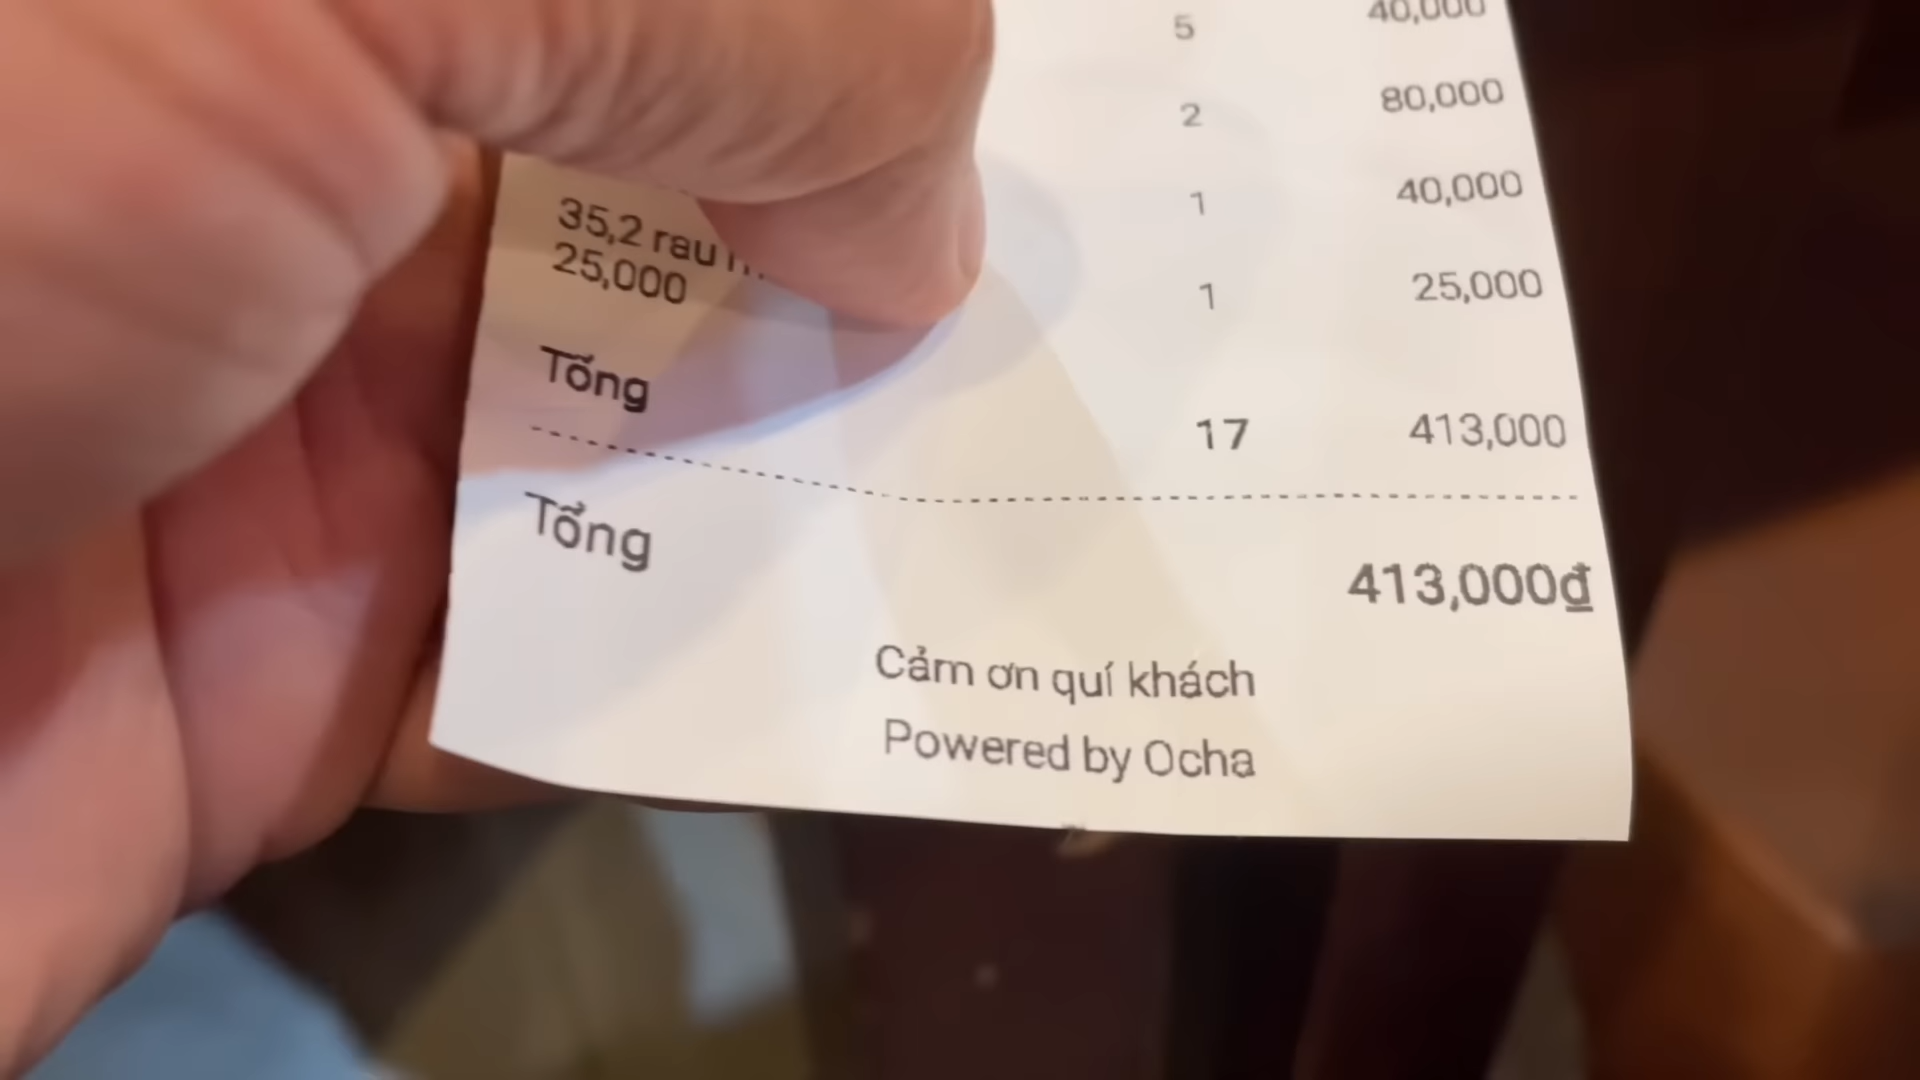 5 40,000
2 80,000
1 40,000
35,2 rau
25,000
1 25,000
Tổng 17 413,000
Tổng 413,000₫
Cảm ơn quí khách
Powered by Ocha